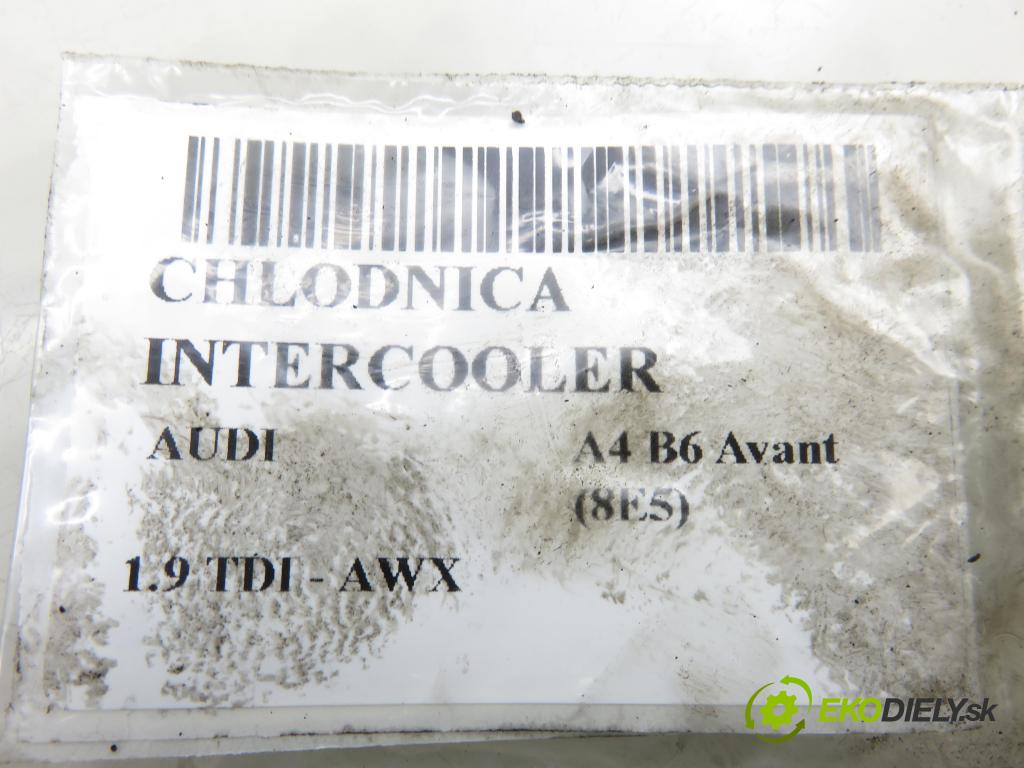 CHLODNICA
INTERCOOLER
AUDI A4 B6 Avant
(8E5)
1.9 TDI - AWX
EKODIELY.sk